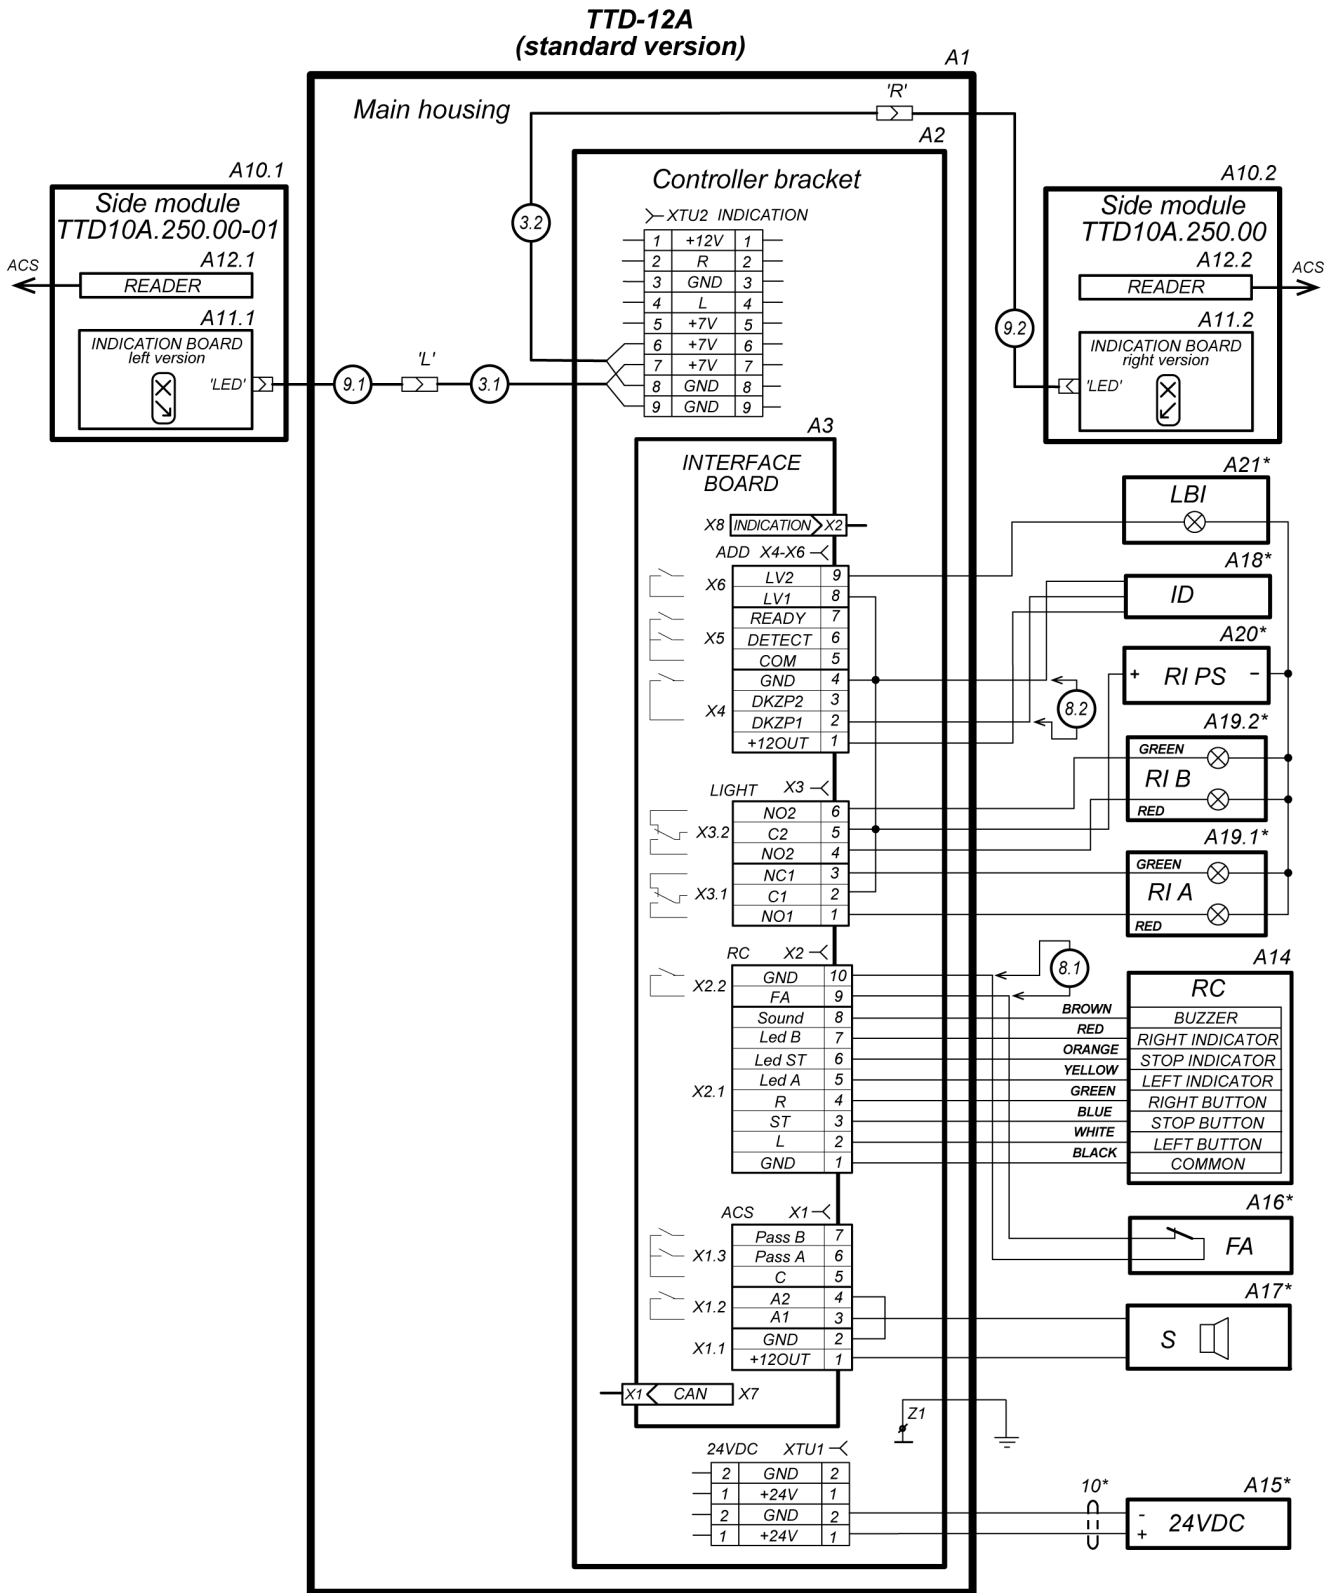 TTD-12A
(standard version)
A1
Main housing
'R'
A2
A10.1
Side module
TTD10A.250.00-01
A12.1
ACS
READER
A11.1
INDICATION BOARD
left version
'LED'
9.1
'L'
3.1
3.2
Controller bracket
XTU2 INDICATION
1 +12V 1
2 R 2
3 GND 3
4 L 4
5 +7V 5
6 +7V 6
7 +7V 7
8 GND 8
9 GND 9
A10.2
Side module
TTD10A.250.00
A12.2
ACS
READER
9.2
A11.2
INDICATION BOARD
right version
'LED'
A3
INTERFACE
BOARD
X8 INDICATION X2
ADD X4-X6
X6
LV2 9
LV1 8
X5
READY 7
DETECT 6
COM 5
X4
GND 4
DKZP2 3
DKZP1 2
+12OUT 1
LIGHT X3
X3.2
NO2 6
C2 5
NO2 4
X3.1
NC1 3
C1 2
NO1 1
RC X2
X2.2
GND 10
FA 9
X2.1
Sound 8
Led B 7
Led ST 6
Led A 5
R 4
ST 3
L 2
GND 1
ACS X1
X1.3
Pass B 7
Pass A 6
C 5
X1.2
A2 4
A1 3
X1.1
GND 2
+12OUT 1
X1 CAN X7
Z1
24VDC XTU1
2 GND 2
1 +24V 1
2 GND 2
1 +24V 1
A21*
LBI
A18*
ID
A20*
+ RI PS -
8.2
A19.2*
GREEN
RI B
RED
A19.1*
GREEN
RI A
RED
8.1
A14
RC
BROWN BUZZER
RED RIGHT INDICATOR
ORANGE STOP INDICATOR
YELLOW LEFT INDICATOR
GREEN RIGHT BUTTON
BLUE STOP BUTTON
WHITE LEFT BUTTON
BLACK COMMON
A16*
FA
A17*
S
10*
A15*
- 24VDC
+